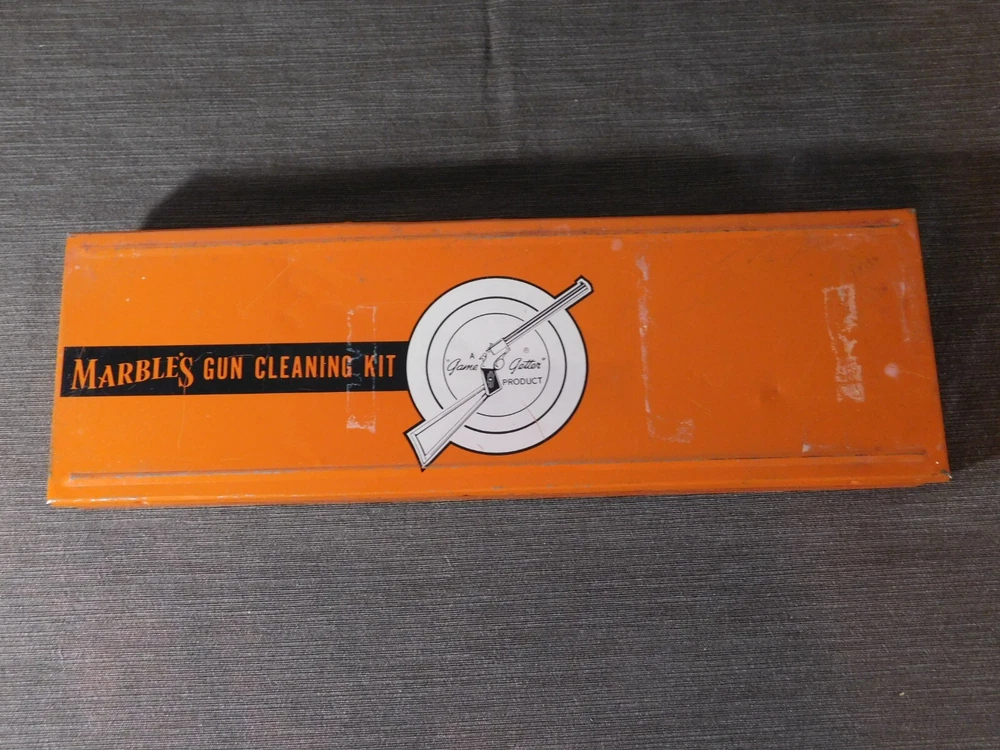 MARBLE'S GUN CLEANING KIT
A ®
"Game Getter"
PRODUCT